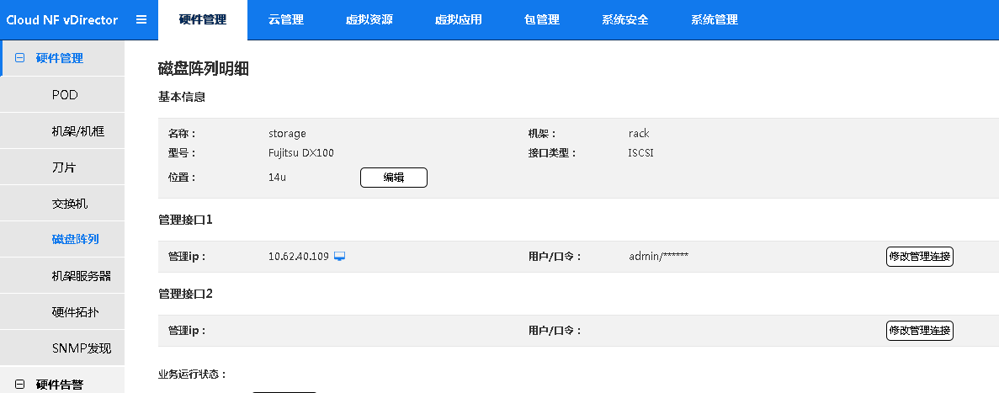 Cloud NF vDirector 硬件管理 云管理 虚拟资源 虚拟应用 包管理 系统安全 系统管理
硬件管理
POD
机架/机框
刀片
交换机
磁盘阵列
机架服务器
硬件拓扑
SNMP发现
硬件告警
磁盘阵列明细
基本信息
名称： storage 机架： rack
型号： Fujitsu DX100 接口类型： ISCSI
位置： 14u 编辑
管理接口1
管理ip： 10.62.40.109 用户/口令： admin/****** 修改管理连接
管理接口2
管理ip： 用户/口令： 修改管理连接
业务运行状态：